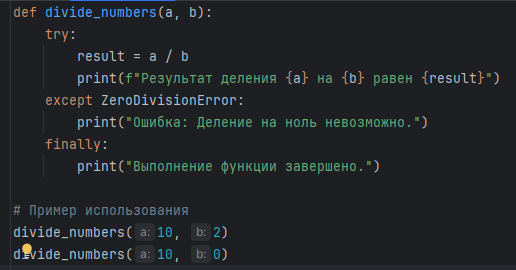 def divide_numbers(a, b):
    try:
        result = a / b
        print(f"Результат деления {a} на {b} равен {result}")
    except ZeroDivisionError:
        print("Ошибка: Деление на ноль невозможно.")
    finally:
        print("Выполнение функции завершено.")

# Пример использования
divide_numbers( a: 10, b: 2)
divide_numbers( a: 10, b: 0)